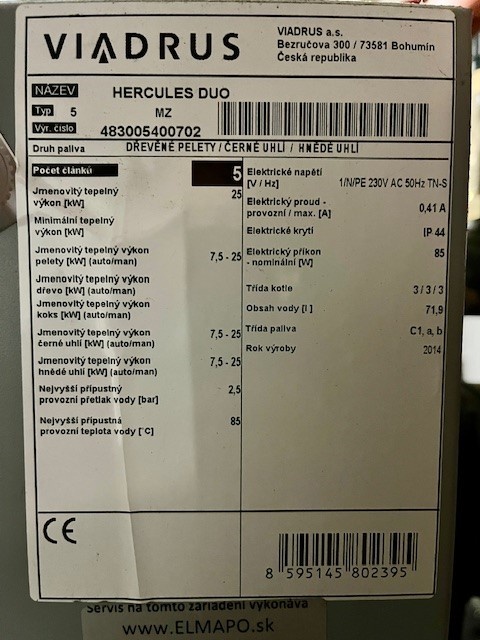 VIADRUS
VIADRUS a.s.
Bezručova 300 / 73581 Bohumín
Česká republika
NÁZEV HERCULES DUO
Typ 5 MZ
Výr. číslo 483005400702
Druh paliva DŘEVĚNÉ PELETY / ČERNÉ UHLÍ / HNĚDÉ UHLÍ
Počet článků 5
Jmenovitý tepelný
výkon [kW] 25
Minimální tepelný
výkon [kW]
Jmenovitý tepelný výkon
pelety [kW] (auto/man) 7,5 - 25
Jmenovitý tepelný výkon
dřevo [kW] (auto/man)
Jmenovitý tepelný výkon
koks [kW] (auto/man)
Jmenovitý tepelný výkon
černé uhlí [kW] (auto/man) 7,5 - 25
Jmenovitý tepelný výkon
hnědé uhlí [kW] (auto/man) 7,5 - 25
Nejvyšší přípustný
provozní přetlak vody [bar] 2,5
Nejvyšší přípustná
provozní teplota vody [°C] 85
Elektrické napětí
[V / Hz] 1/N/PE 230V AC 50Hz TN-S
Elektrický proud -
provozní / max. [A] 0,41 A
Elektrické krytí IP 44
Elektrický příkon
- nominální [W] 85
Třída kotle 3 / 3 / 3
Obsah vody [l ] 71,9
Třída paliva C1, a, b
Rok výroby 2014
CE
8 595145 802395
Servis na tomto zariadení vykonáva
www.ELMAPO.sk